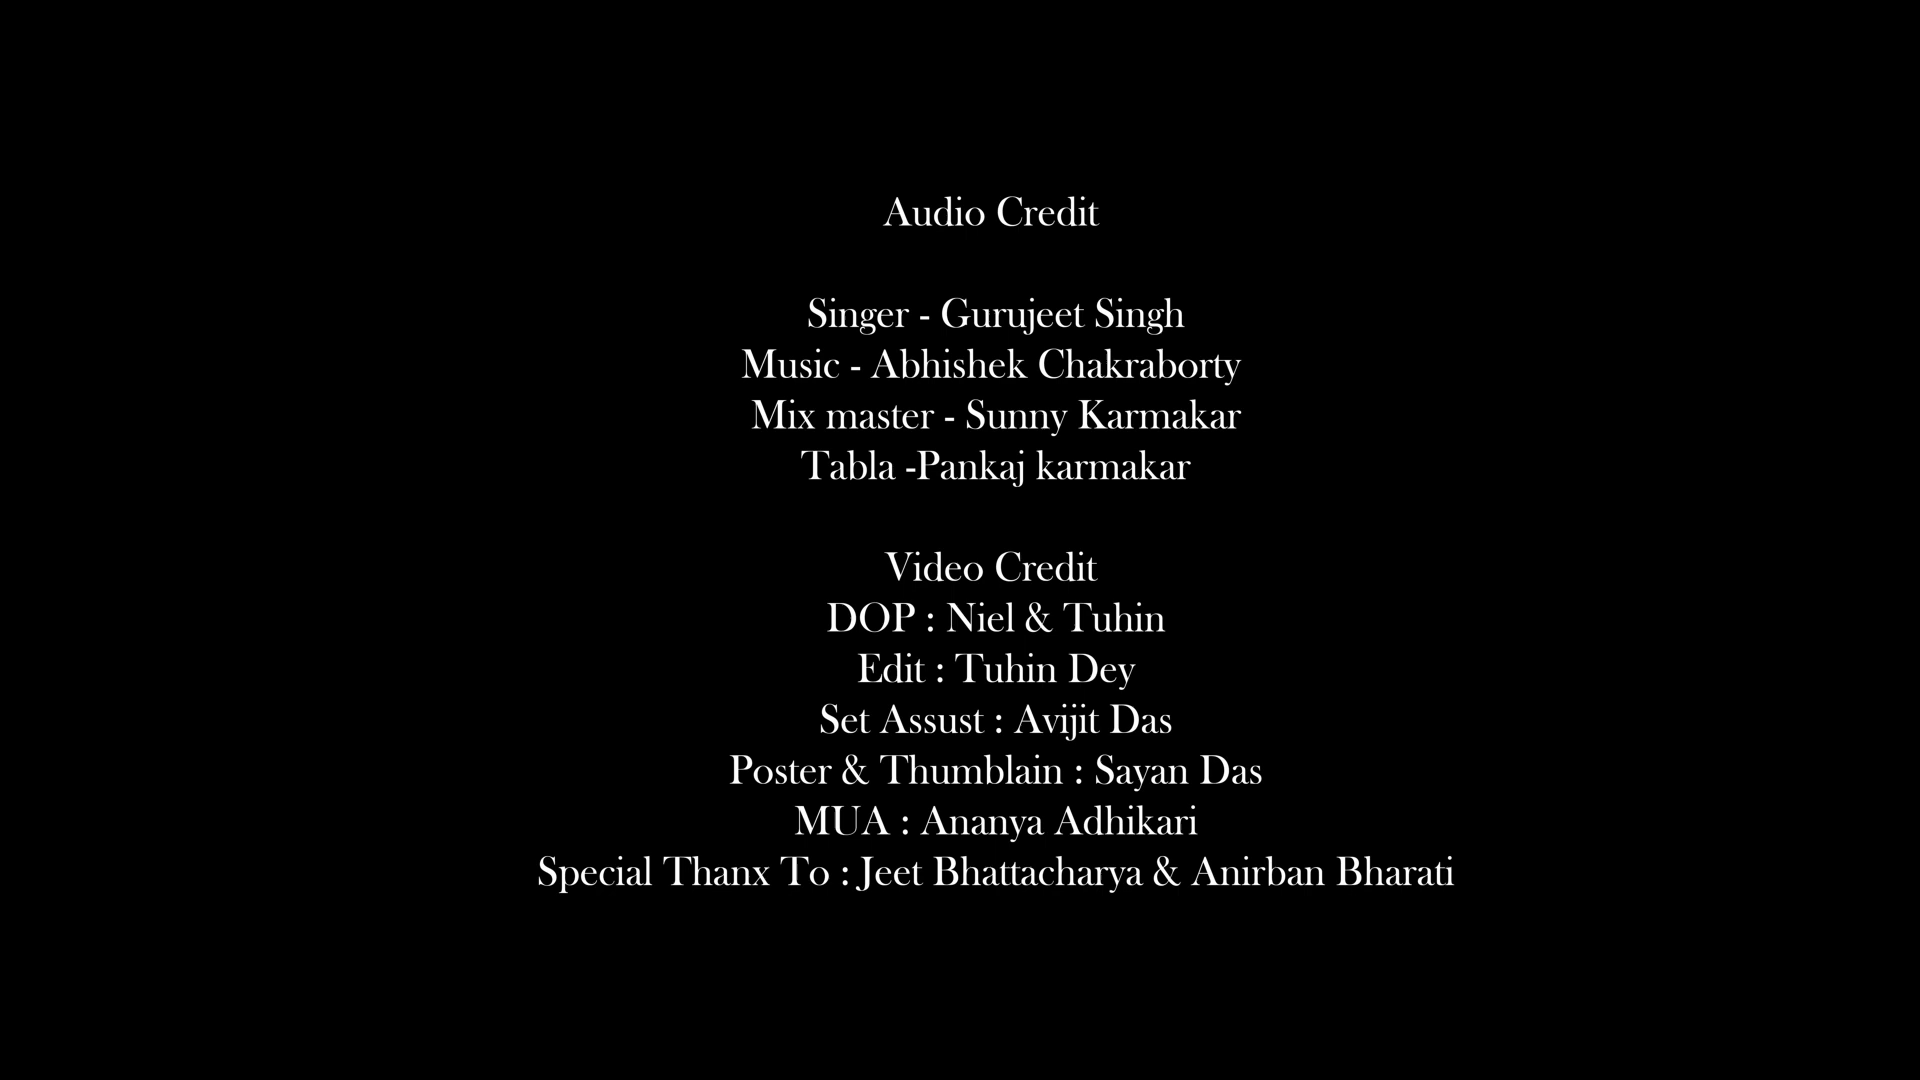 Audio Credit
Singer - Gurujeet Singh
Music - Abhishek Chakraborty
Mix master - Sunny Karmakar
Tabla -Pankaj karmakar
Video Credit
DOP : Niel & Tuhin
Edit : Tuhin Dey
Set Assust : Avijit Das
Poster & Thumblain : Sayan Das
MUA : Ananya Adhikari
Special Thanx To : Jeet Bhattacharya & Anirban Bharati